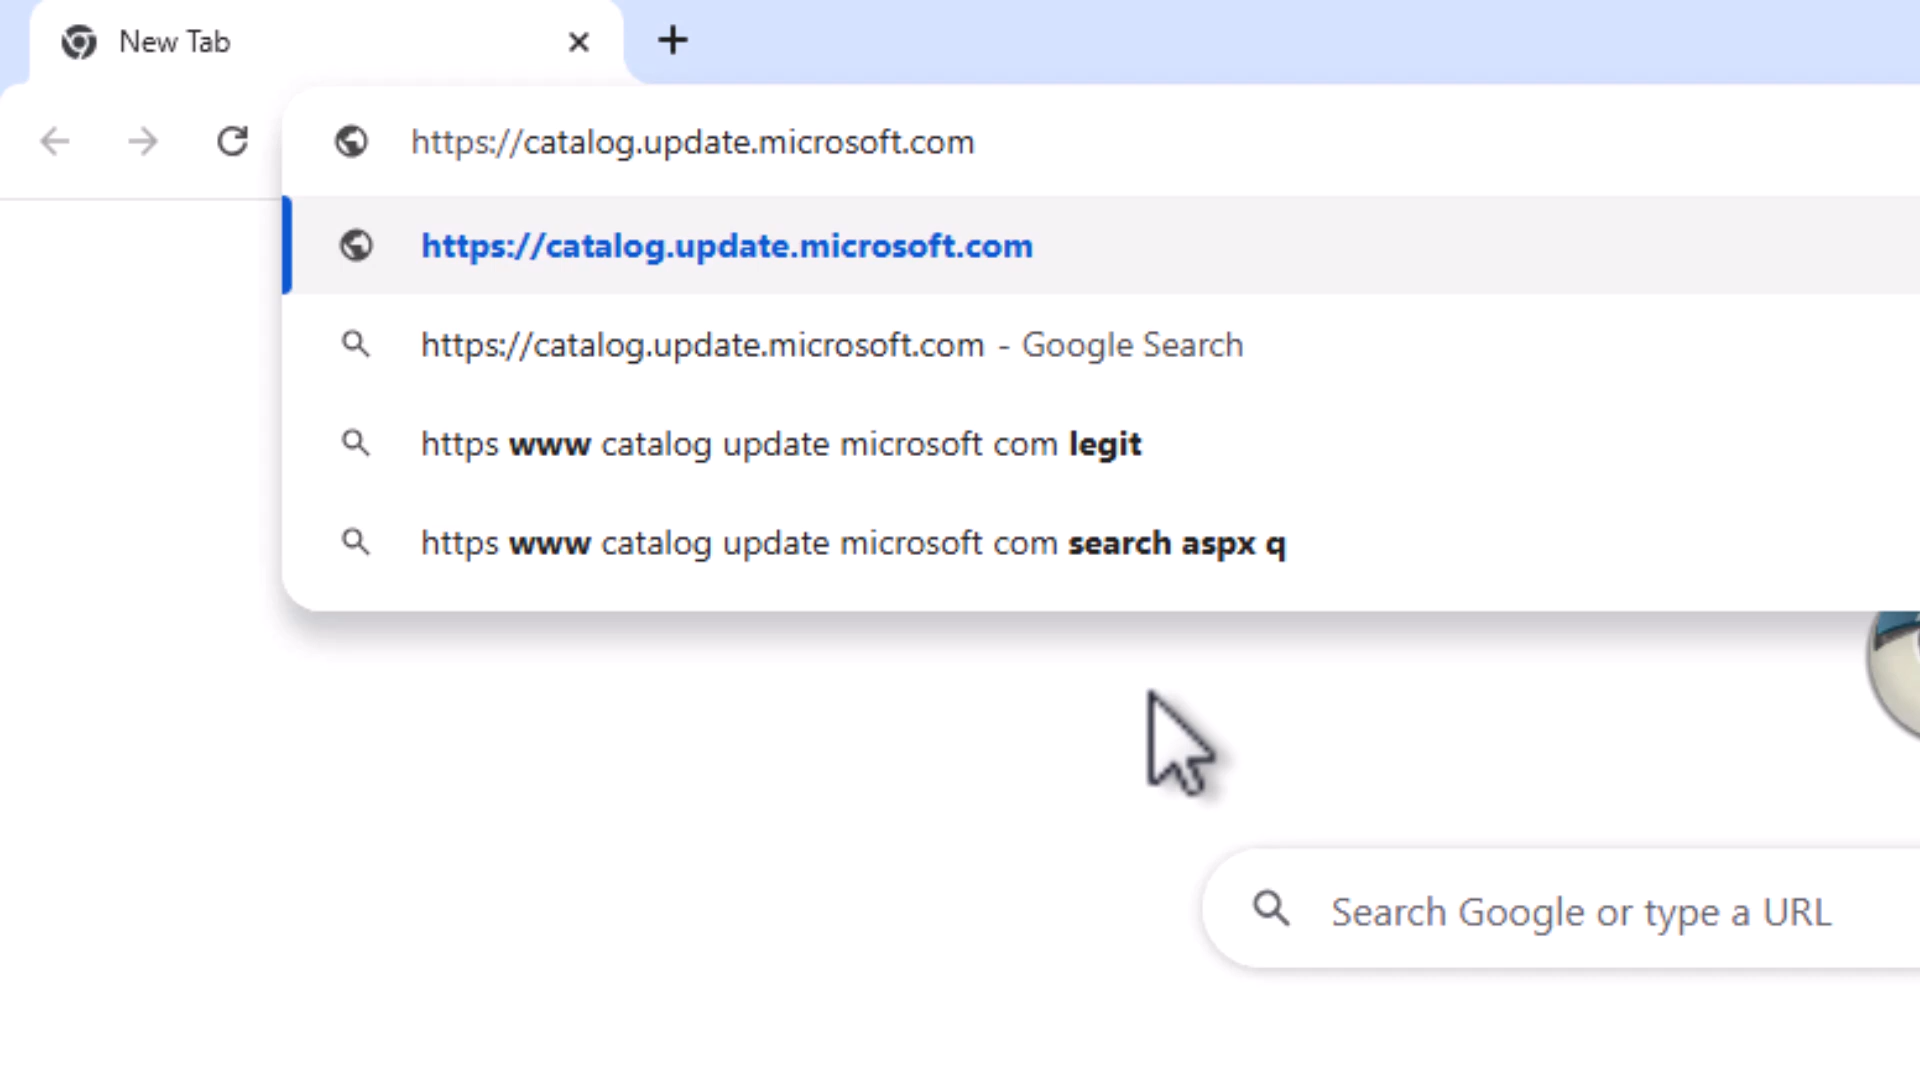 New Tab
https://catalog.update.microsoft.com
https://catalog.update.microsoft.com
https://catalog.update.microsoft.com - Google Search
https www catalog update microsoft com legit
https www catalog update microsoft com search aspx q
Search Google or type a URL